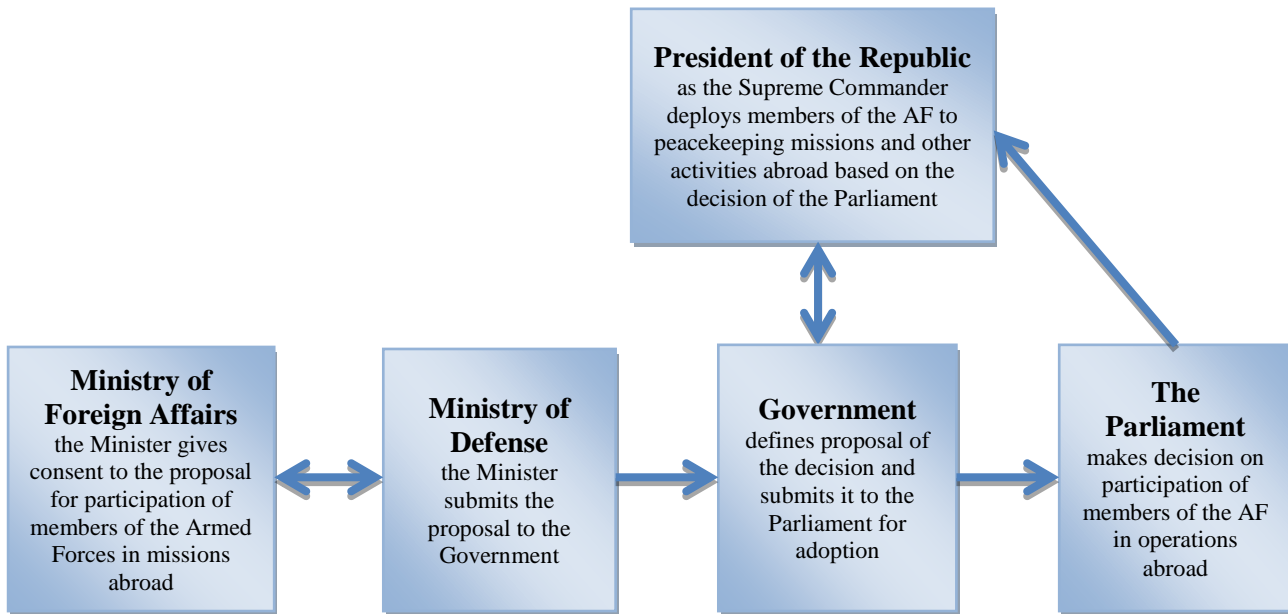 President of the Republic
as the Supreme Commander
deploys members of the AF to
peacekeeping missions and other
activities abroad based on the
decision of the Parliament
Ministry of
Foreign Affairs
the Minister gives
consent to the proposal
for participation of
members of the Armed
Forces in missions
abroad
Ministry of
Defense
the Minister
submits the
proposal to the
Government
Government
defines proposal of
the decision and
submits it to the
Parliament for
adoption
The
Parliament
makes decision on
participation of
members of the AF
in operations
abroad